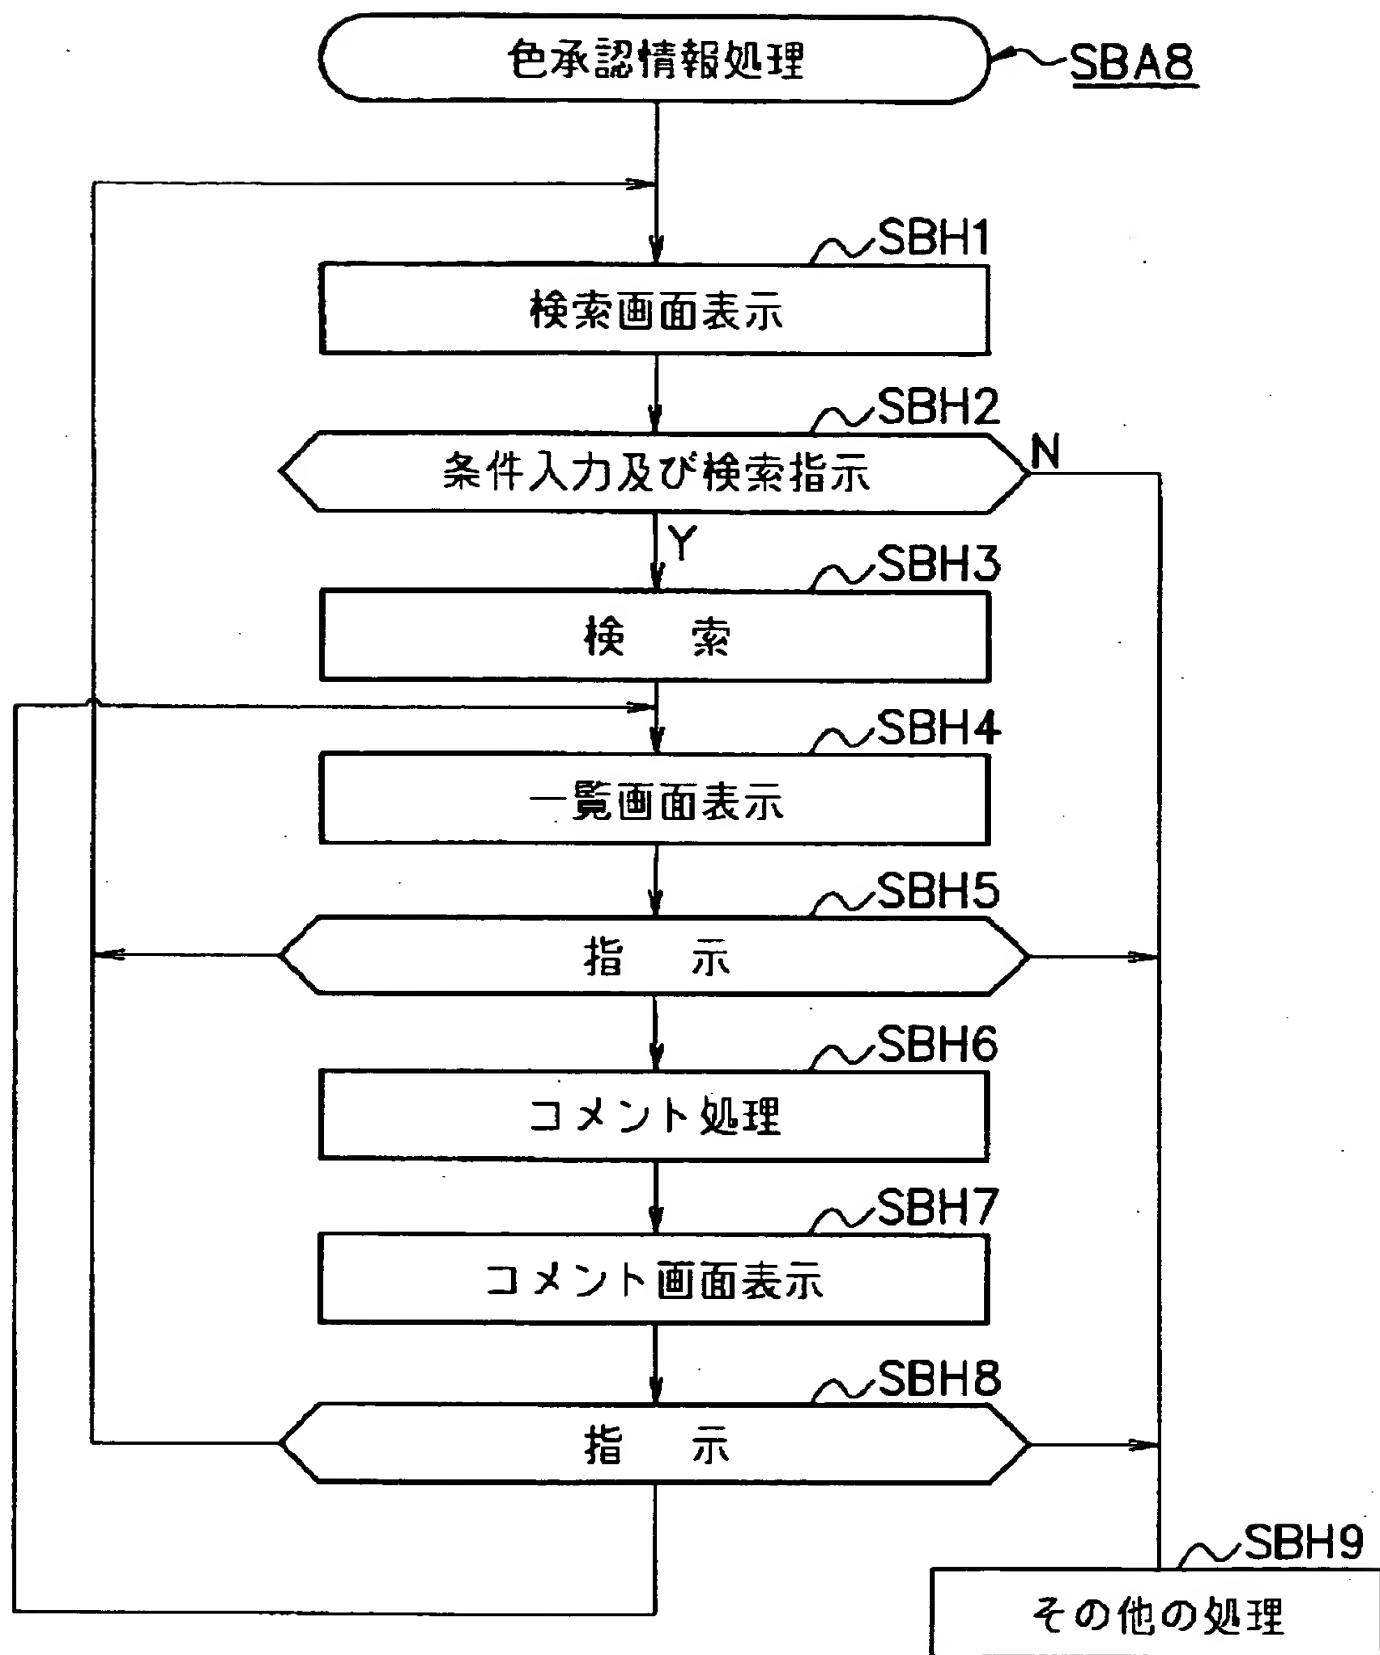 色承認情報処理
SBA8
SBH1
検索画面表示
SBH2
条件入力及び検索指示
N
Y
SBH3
検 索
SBH4
一覧画面表示
SBH5
指 示
SBH6
コメント処理
SBH7
コメント画面表示
SBH8
指 示
SBH9
その他の処理